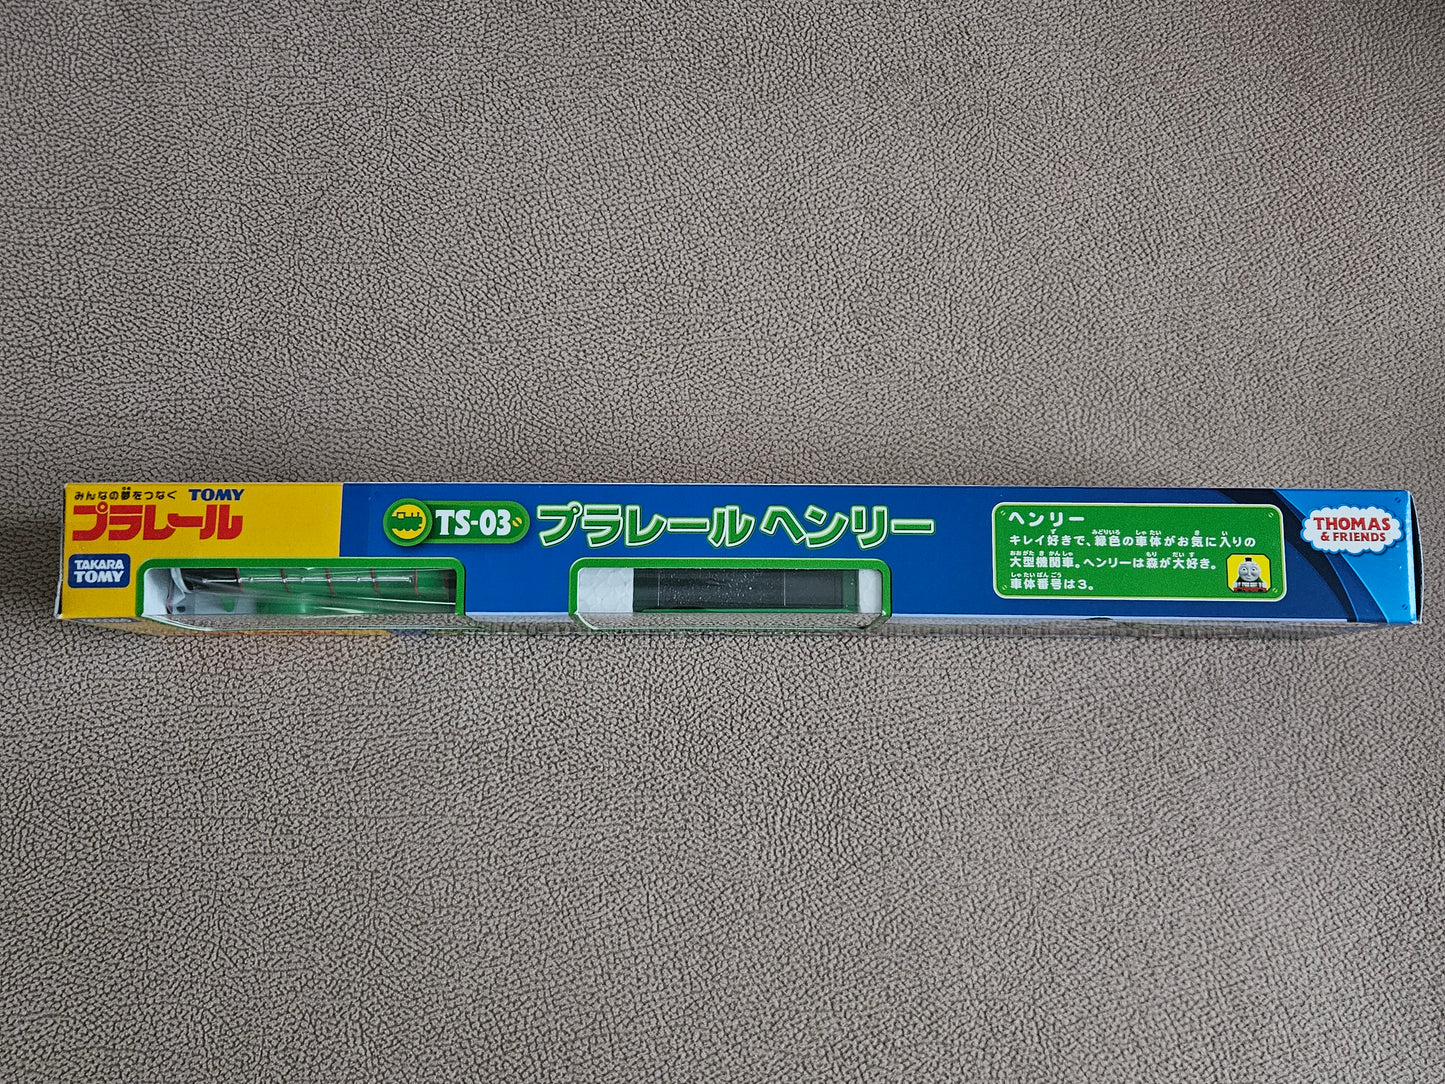 みんなの夢をつなぐ TOMY
プラレール
TAKARA
TOMY
TS-03
プラレール ヘンリー
ヘンリー
キレイ好きで、緑色の車体がお気に入りの
大型機関車。ヘンリーは森が大好き。
車体番号は3。
THOMAS
& FRIENDS